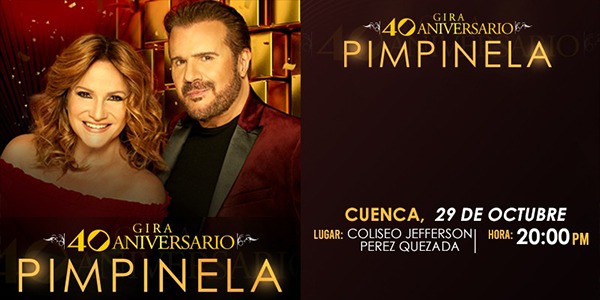 GIRA
40 ANIVERSARIO
PIMPINELA
GIRA
40 ANIVERSARIO
PIMPINELA
CUENCA, 29 DE OCTUBRE
LUGAR: COLISEO JEFFERSON
PEREZ QUEZADA
HORA: 20:00 PM